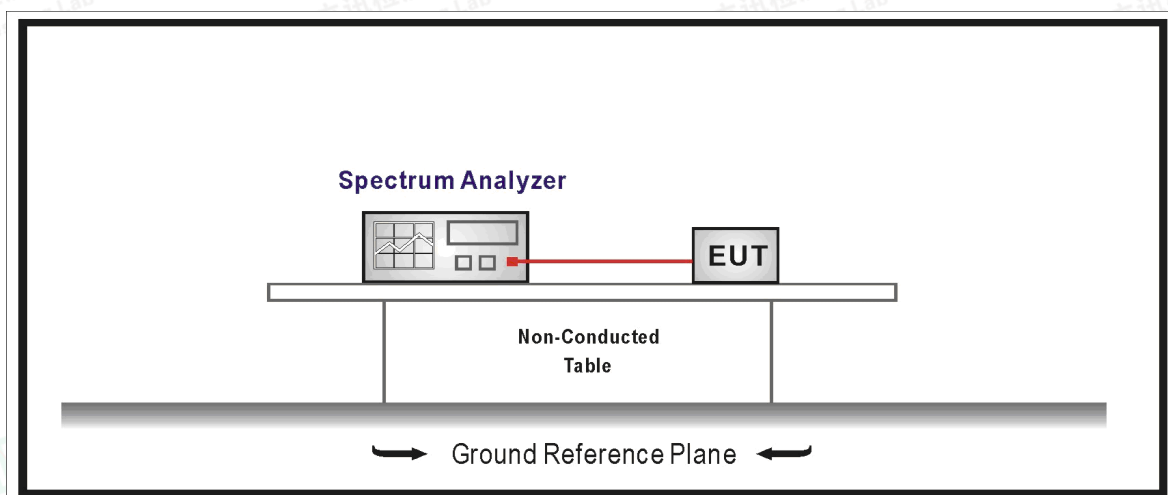 Spectrum Analyzer
EUT
Non-Conducted
Table
Ground Reference Plane